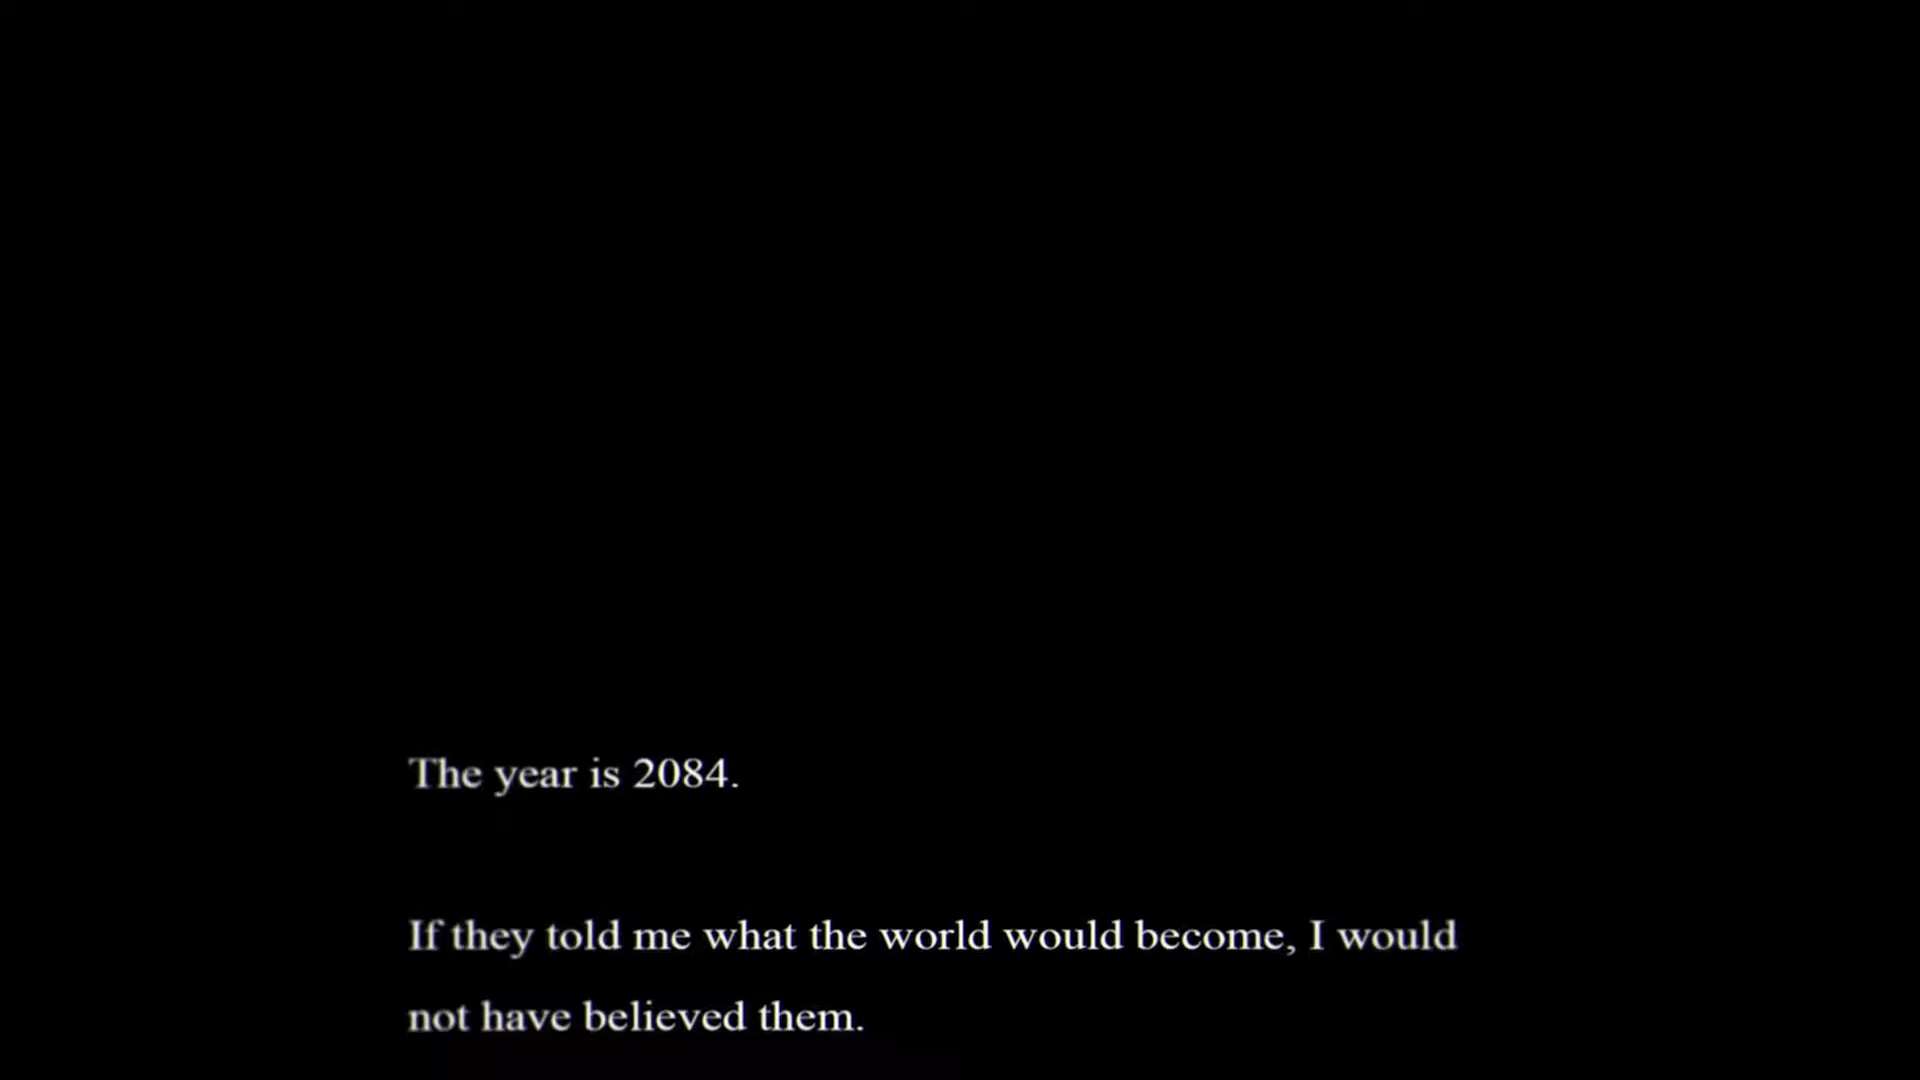 The year is 2084.
If they told me what the world would become, I would
not have believed them.